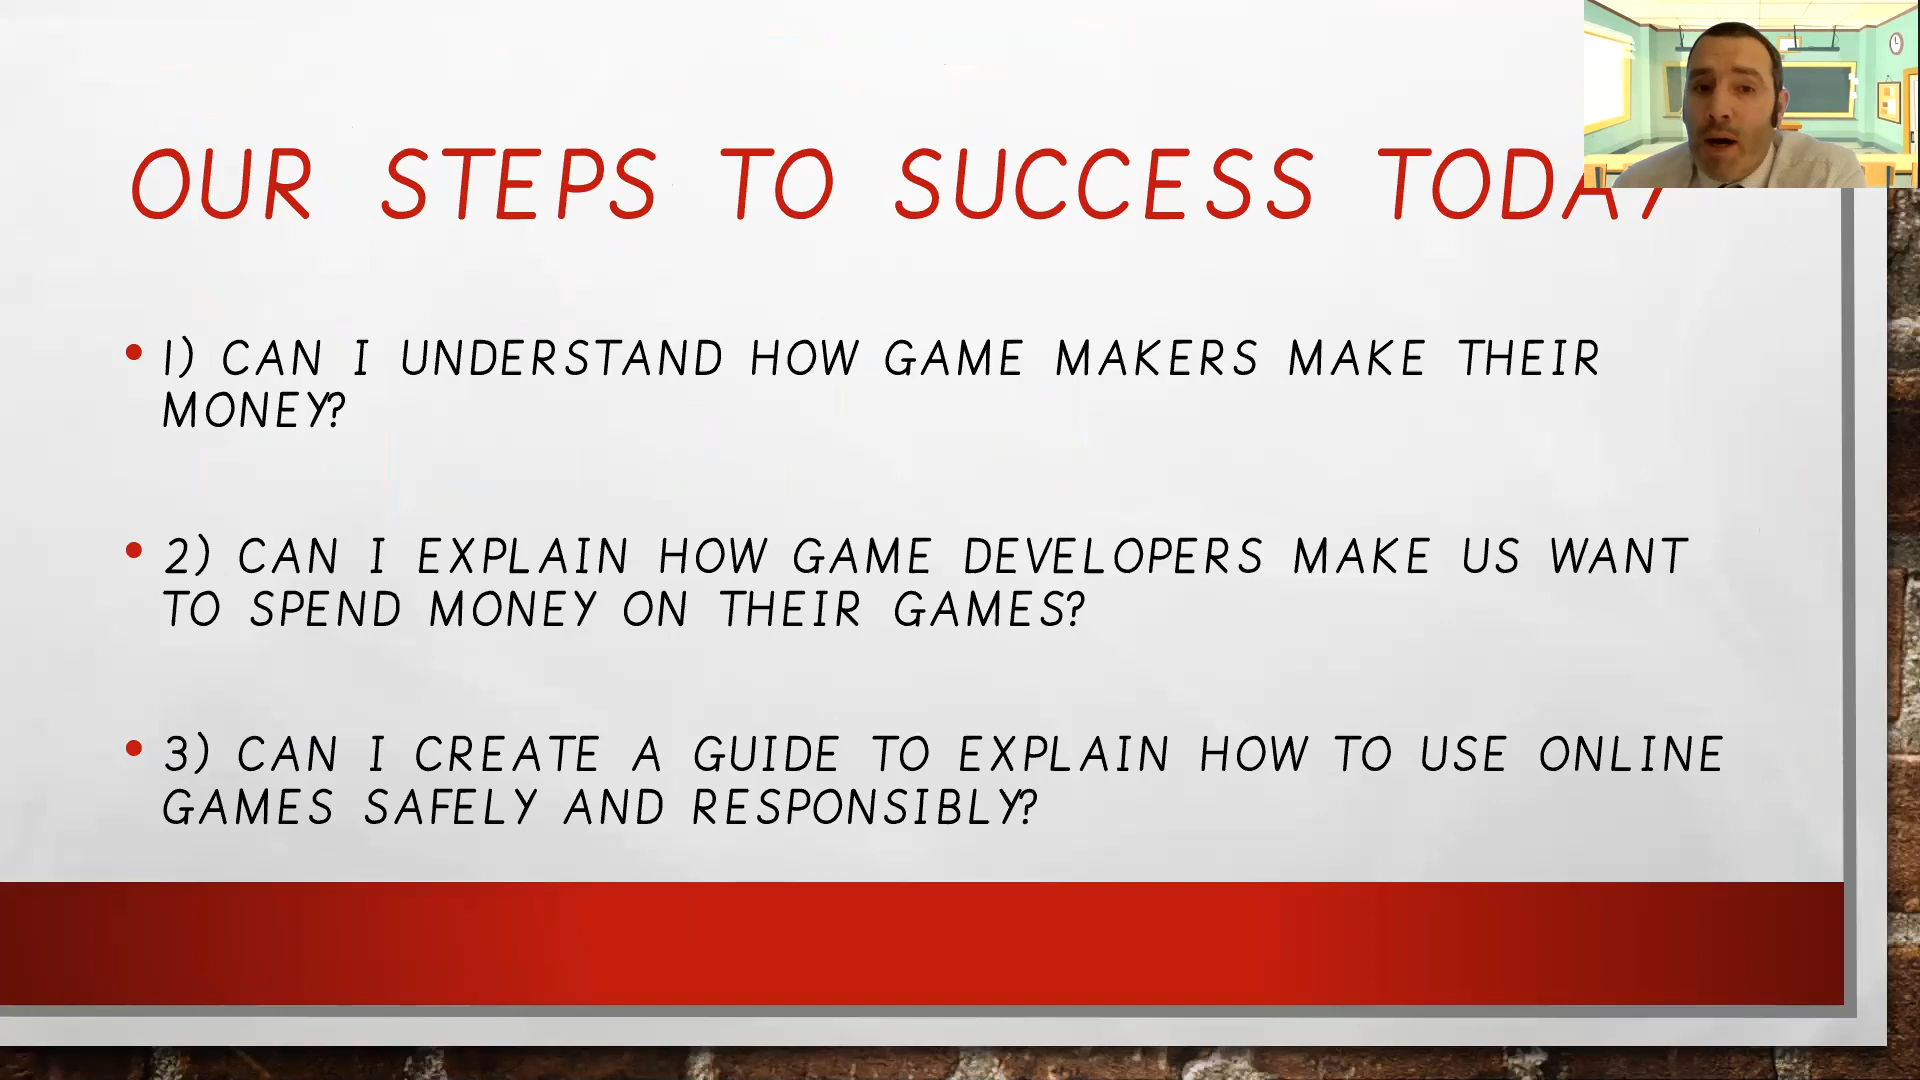 OUR STEPS TO SUCCESS TODAY
• 1) CAN I UNDERSTAND HOW GAME MAKERS MAKE THEIR
MONEY?
• 2) CAN I EXPLAIN HOW GAME DEVELOPERS MAKE US WANT
TO SPEND MONEY ON THEIR GAMES?
• 3) CAN I CREATE A GUIDE TO EXPLAIN HOW TO USE ONLINE
GAMES SAFELY AND RESPONSIBLY?